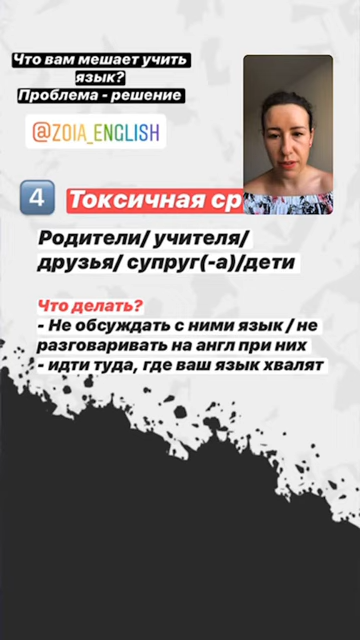 Что вам мешает учить
язык?
Проблема - решение
@ZOIA_ENGLISH
4 Токсичная ср
Родители/ учителя/
друзья/ супруг(-а)/дети
Что делать?
- Не обсуждать с ними язык / не
разговаривать на англ при них
- идти туда, где ваш язык хвалят